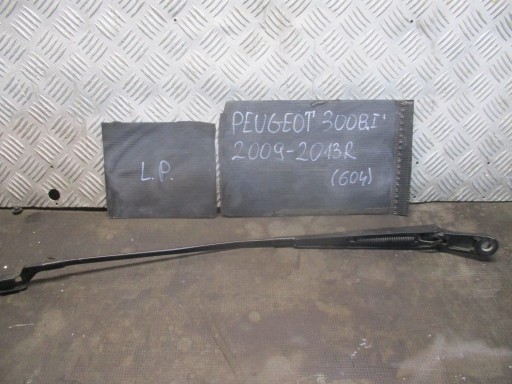 L.P.
PEUGEOT 3008I'
2009-2013R
(604)